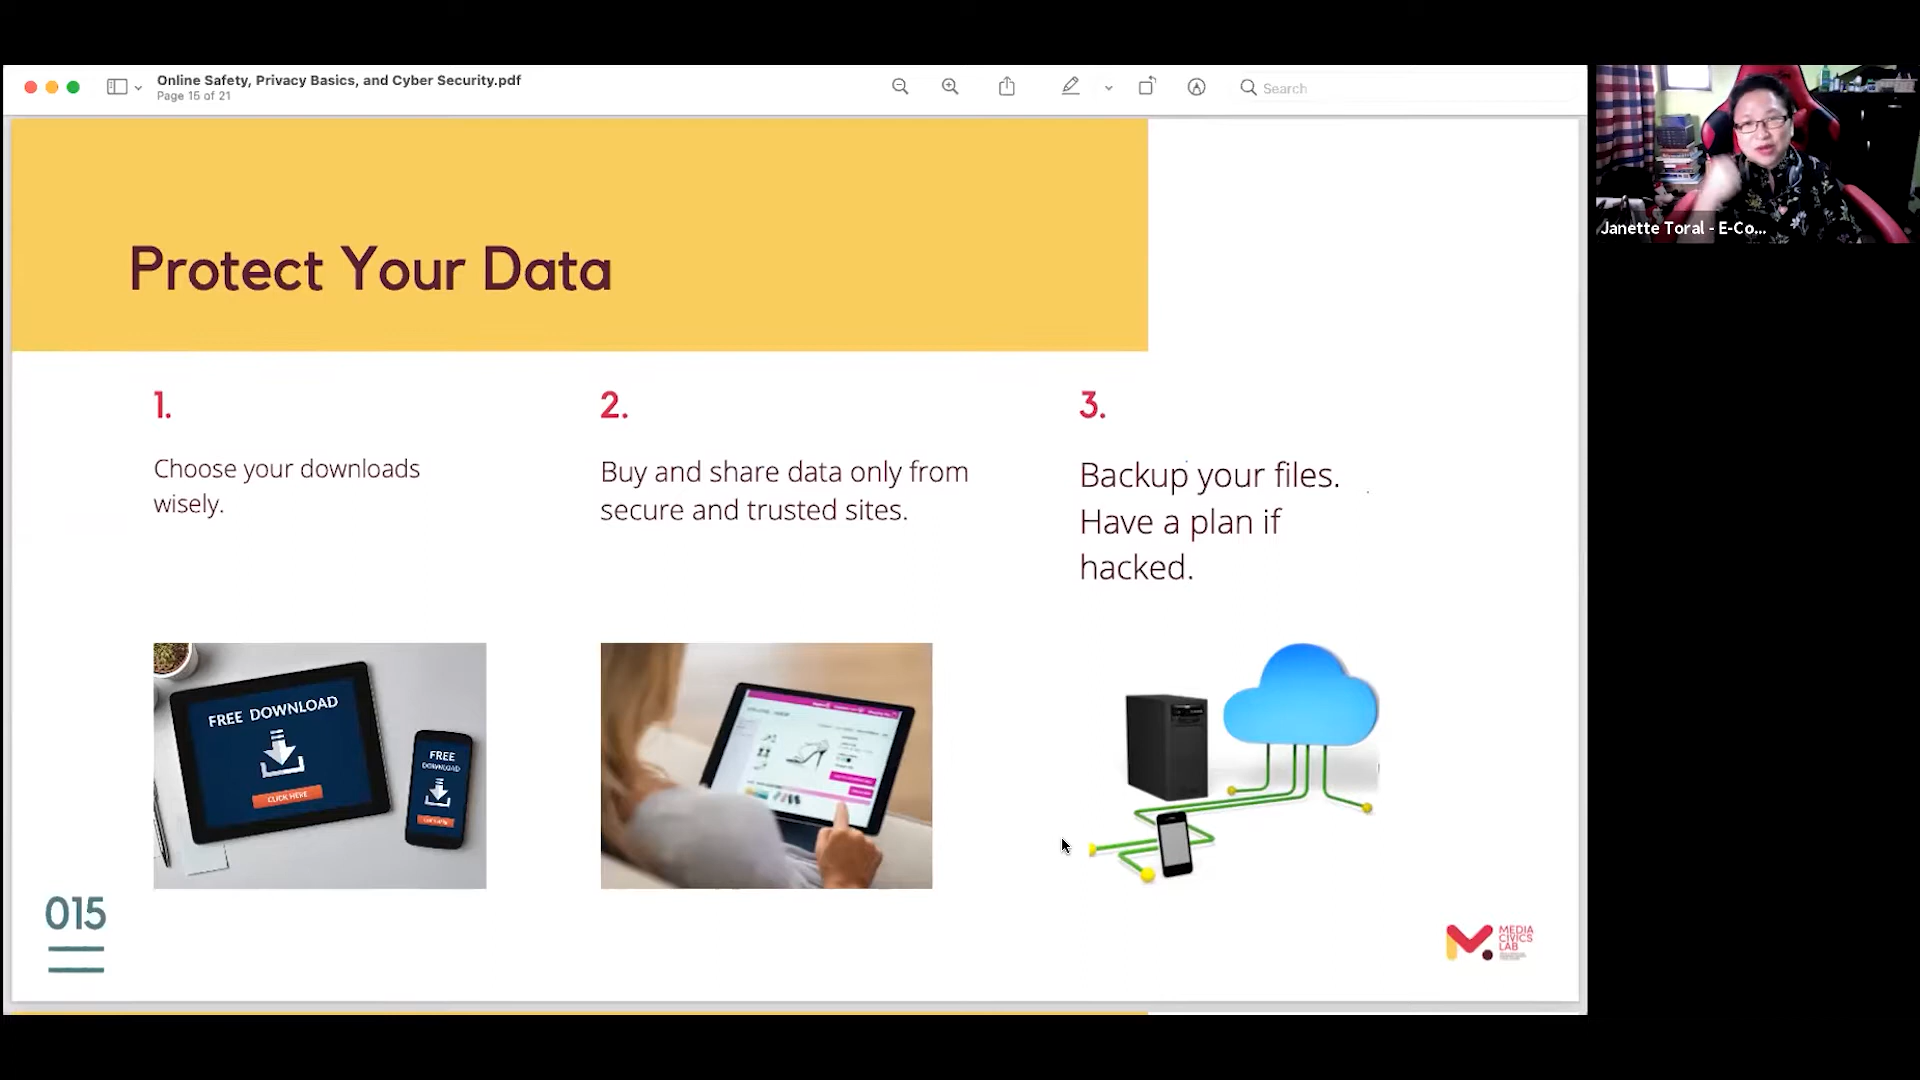 Online Safety, Privacy Basics, and Cyber Security.pdf
Page 15 of 21
Search
Janette Toral - E-Co...
Protect Your Data
1.
Choose your downloads
wisely.
2.
Buy and share data only from
secure and trusted sites.
3.
Backup your files.
Have a plan if
hacked.
FREE DOWNLOAD
CLICK HERE
FREE
DOWNLOAD
015
MEDIA
CIVICS
LAB